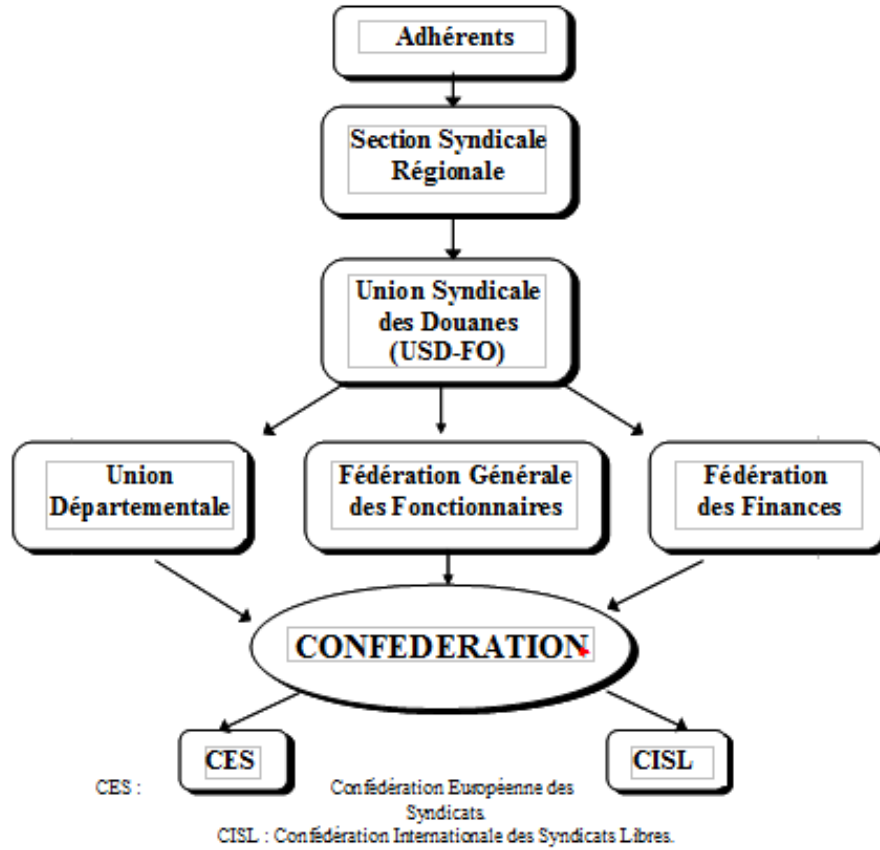 Adhérents
Section Syndicale
Régionale
Union Syndicale
des Douanes
(USD-FO)
Union
Départementale
Fédération Générale
des Fonctionnaires
Fédération
des Finances
CONFEDERATION
CES
CISL
CES : Confédération Européenne des
Syndicats.
CISL : Confédération Internationale des Syndicats Libres.